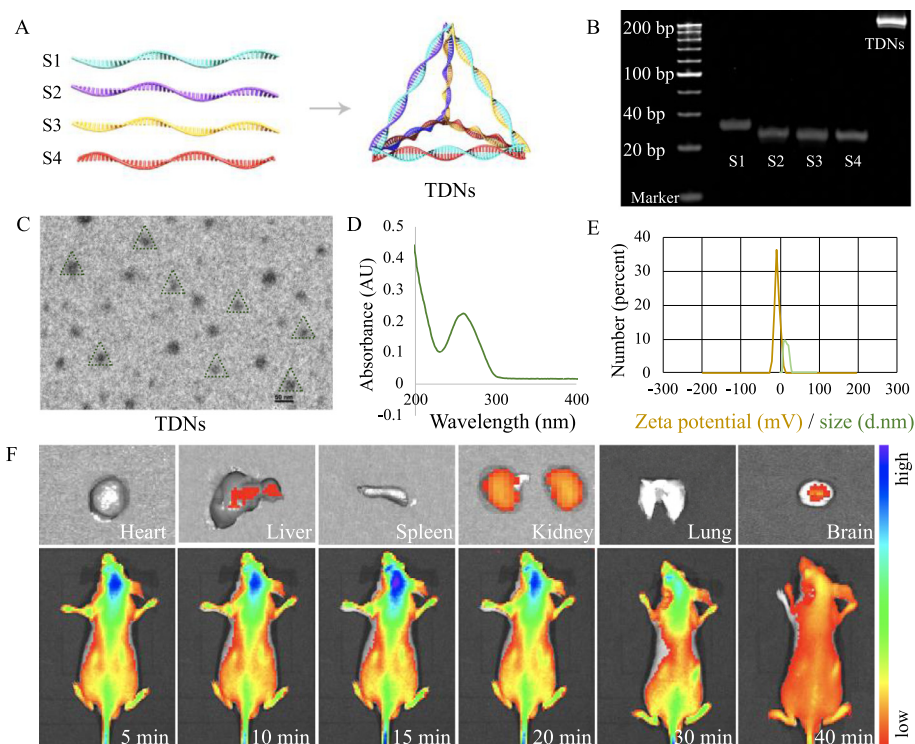 A
S1
S2
S3
S4
TDNs
B
200 bp
100 bp
40 bp
20 bp
Marker
S1
S2
S3
S4
TDNs
C
50 nm
TDNs
D
Absorbance (AU)
0.5
0.4
0.3
0.2
0.1
0
-0.1
200
300
400
Wavelength (nm)
E
Number (percent)
40
30
20
10
0
-300
-200
-100
0
100
200
300
Zeta potential (mV) / size (d.nm)
F
Heart
Liver
Spleen
Kidney
Lung
Brain
5 min
10 min
15 min
20 min
30 min
40 min
high
low